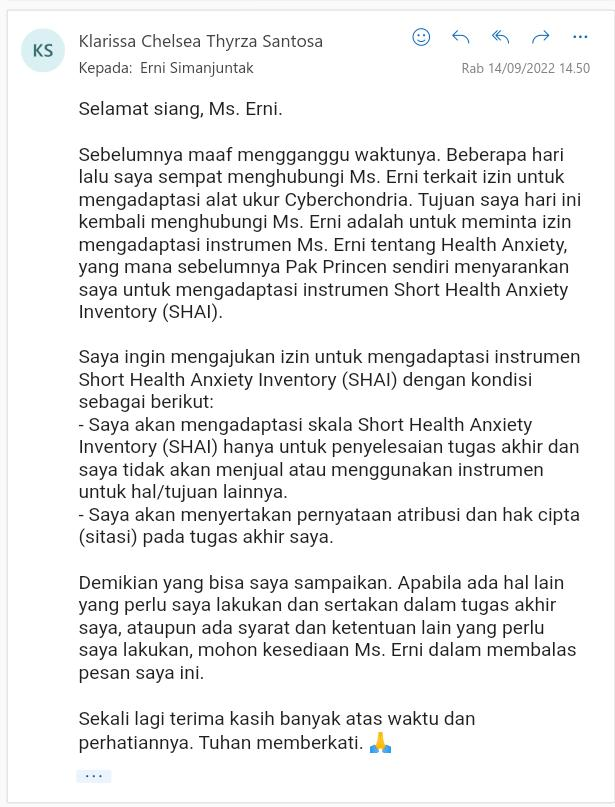 KS
Klarissa Chelsea Thyrza Santosa
Kepada: Erni Simanjuntak
Rab 14/09/2022 14.50
Selamat siang, Ms. Erni.
Sebelumnya maaf mengganggu waktunya. Beberapa hari
lalu saya sempat menghubungi Ms. Erni terkait izin untuk
mengadaptasi alat ukur Cyberchondria. Tujuan saya hari ini
kembali menghubungi Ms. Erni adalah untuk meminta izin
mengadaptasi instrumen Ms. Erni tentang Health Anxiety,
yang mana sebelumnya Pak Princen sendiri menyarankan
saya untuk mengadaptasi instrumen Short Health Anxiety
Inventory (SHAI).
Saya ingin mengajukan izin untuk mengadaptasi instrumen
Short Health Anxiety Inventory (SHAI) dengan kondisi
sebagai berikut:
- Saya akan mengadaptasi skala Short Health Anxiety
Inventory (SHAI) hanya untuk penyelesaian tugas akhir dan
saya tidak akan menjual atau menggunakan instrumen
untuk hal/tujuan lainnya.
- Saya akan menyertakan pernyataan atribusi dan hak cipta
(sitasi) pada tugas akhir saya.
Demikian yang bisa saya sampaikan. Apabila ada hal lain
yang perlu saya lakukan dan sertakan dalam tugas akhir
saya, ataupun ada syarat dan ketentuan lain yang perlu
saya lakukan, mohon kesediaan Ms. Erni dalam membalas
pesan saya ini.
Sekali lagi terima kasih banyak atas waktu dan
perhatiannya. Tuhan memberkati. 🙏